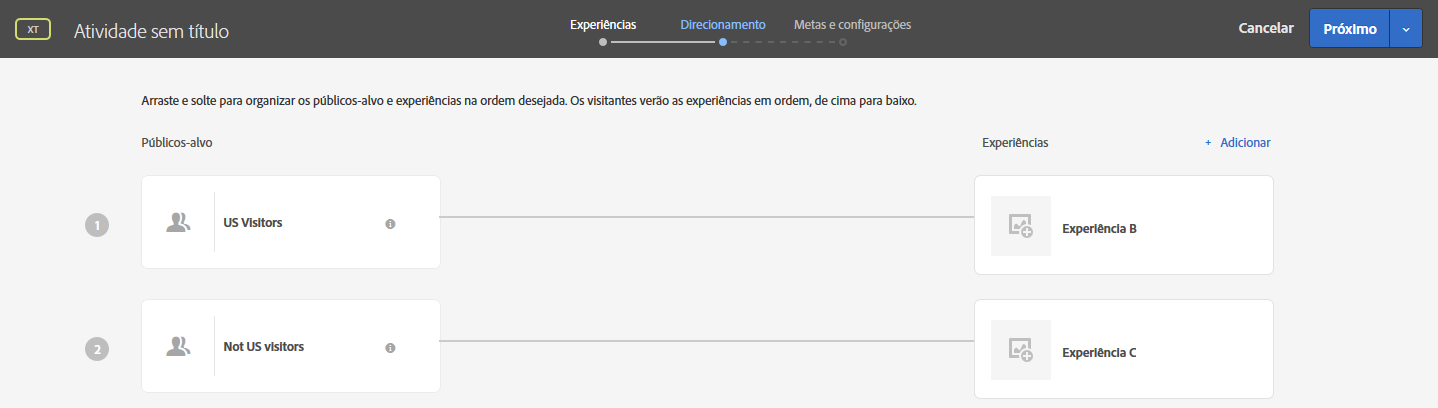 XT
Atividade sem título
Experiências
Direcionamento
Metas e configurações
Cancelar
Próximo
Arraste e solte para organizar os públicos-alvo e experiências na ordem desejada. Os visitantes verão as experiências em ordem, de cima para baixo.
Públicos-alvo
Experiências
+ Adicionar
1
US Visitors
Experiência B
2
Not US visitors
Experiência C